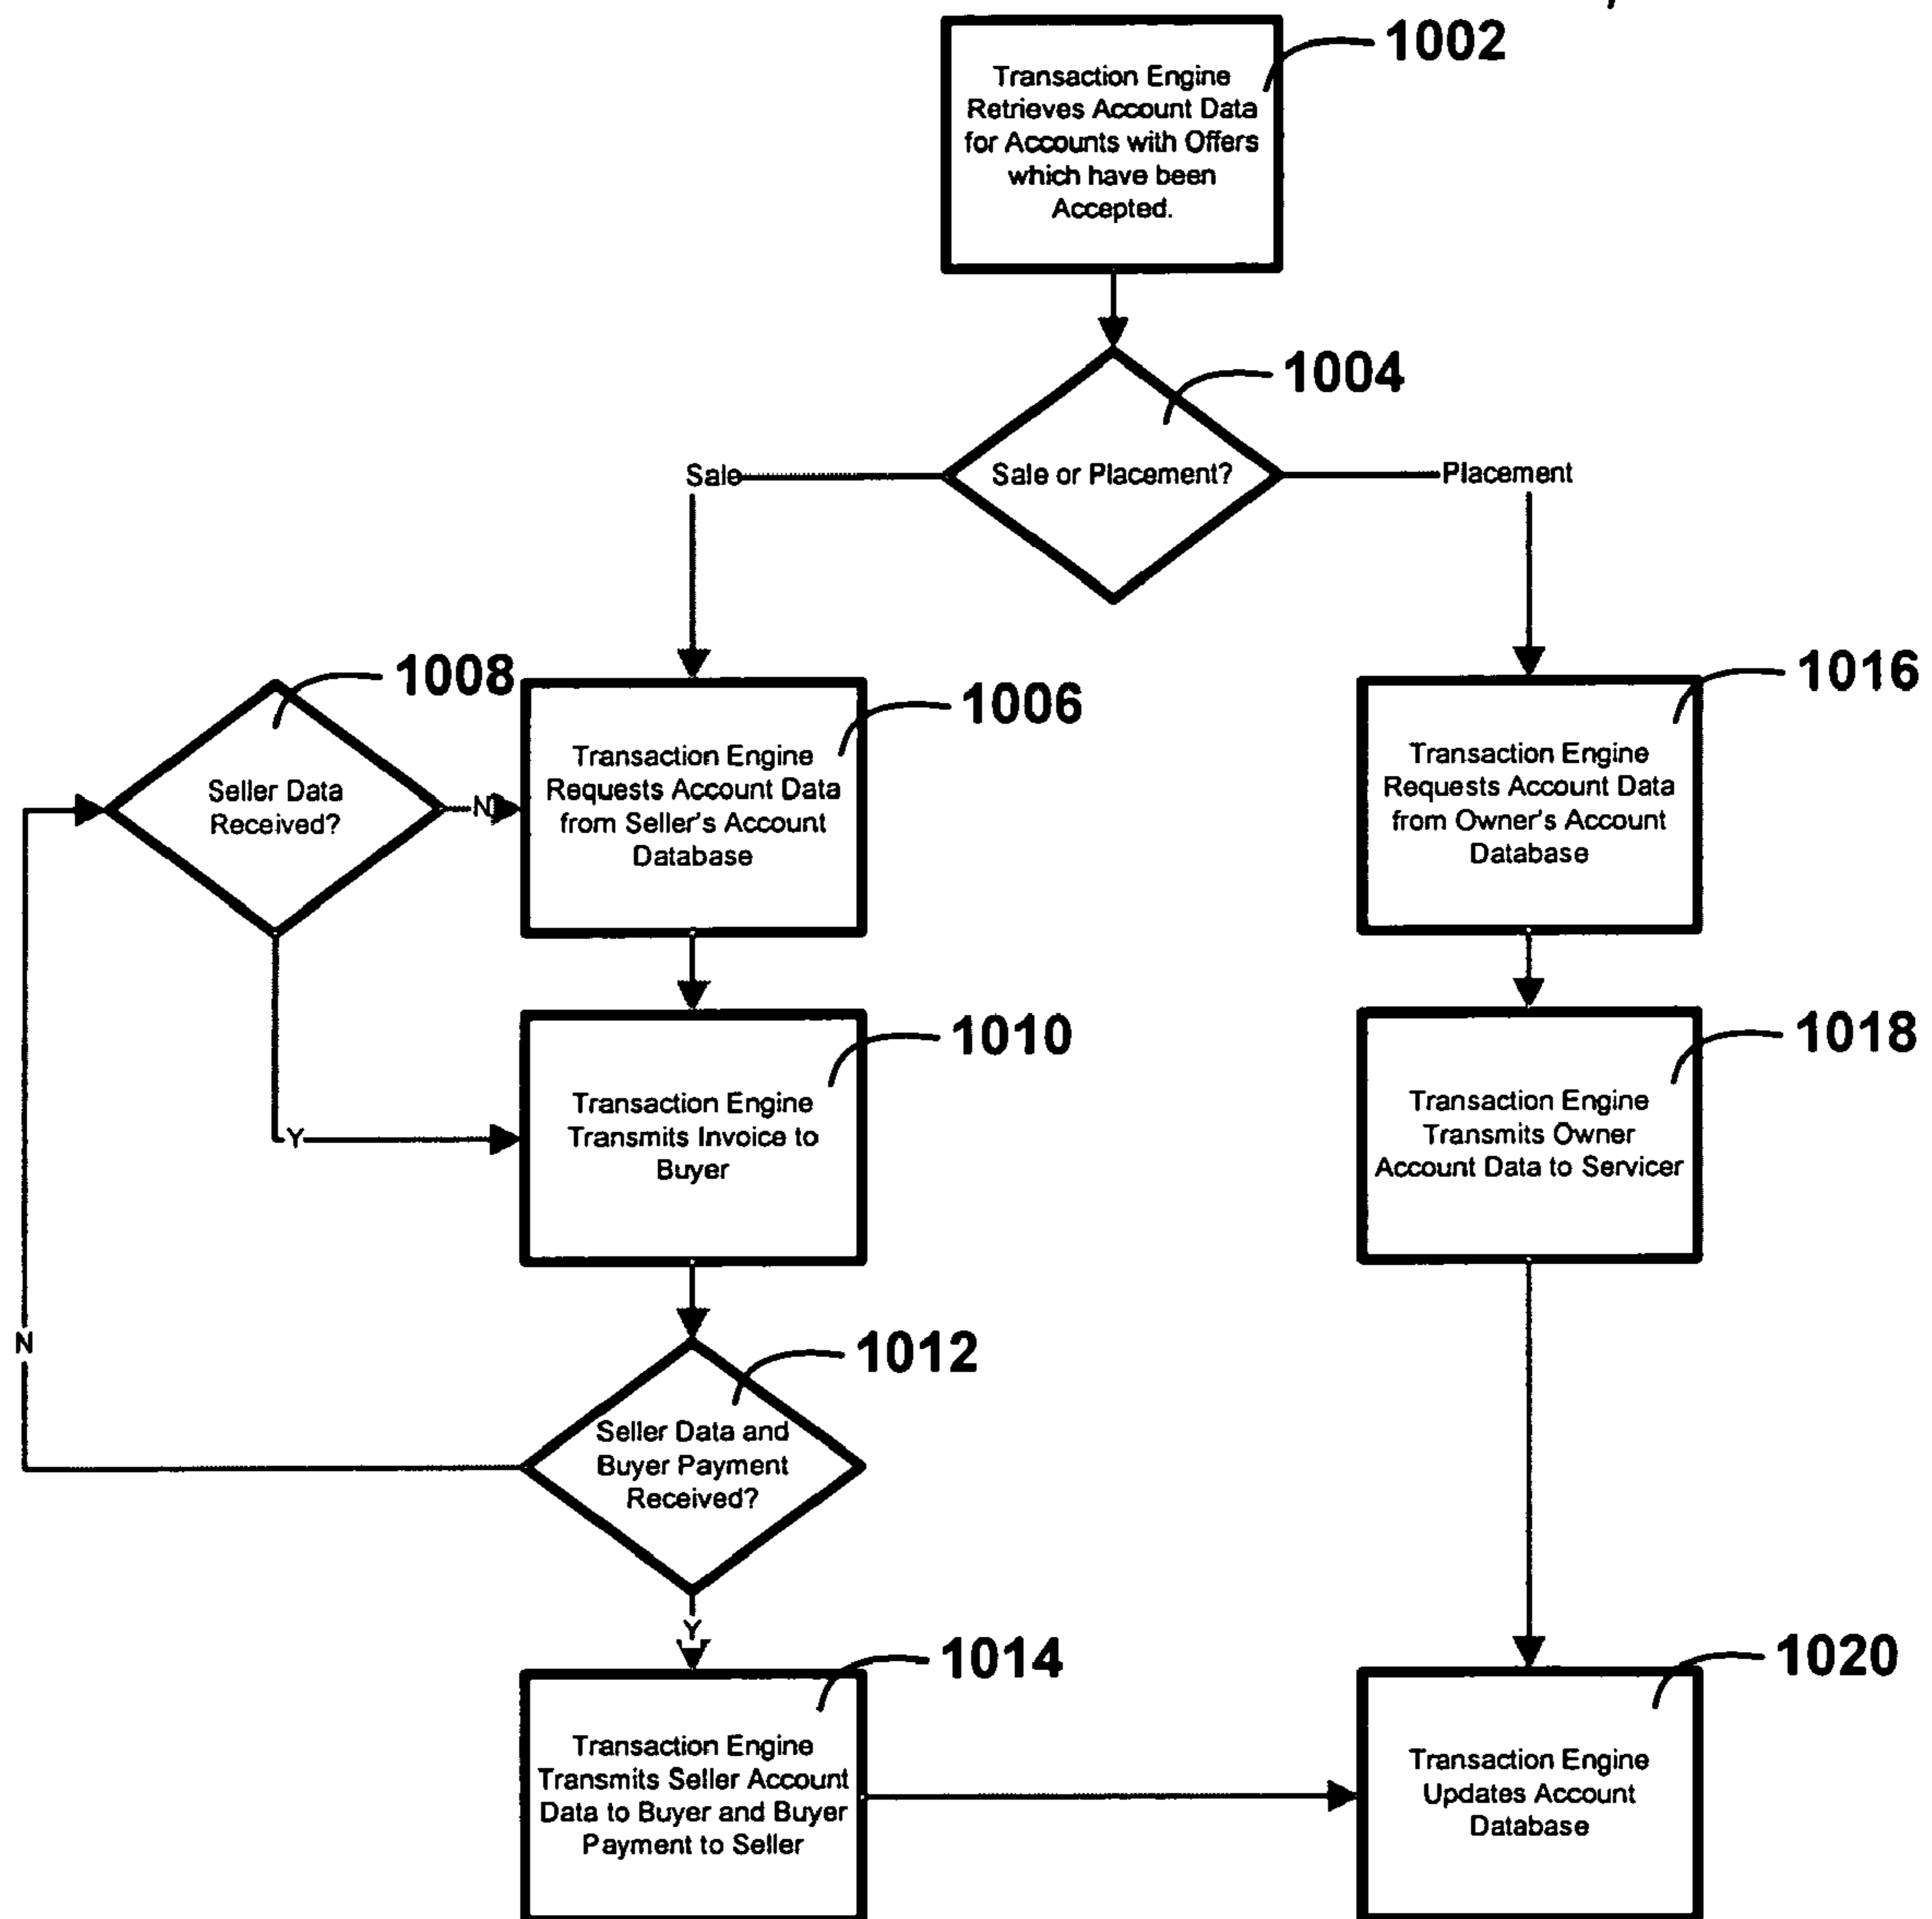 1002
Transaction Engine
Retrieves Account Data
for Accounts with Offers
which have been
Accepted.
1004
Sale
Sale or Placement?
Placement
1008
Seller Data
Received?
N
1006
Transaction Engine
Requests Account Data
from Seller's Account
Database
1016
Transaction Engine
Requests Account Data
from Owner's Account
Database
Y
1010
Transaction Engine
Transmits Invoice to
Buyer
1018
Transaction Engine
Transmits Owner
Account Data to Servicer
N
1012
Seller Data and
Buyer Payment
Received?
Y
1014
Transaction Engine
Transmits Seller Account
Data to Buyer and Buyer
Payment to Seller
1020
Transaction Engine
Updates Account
Database